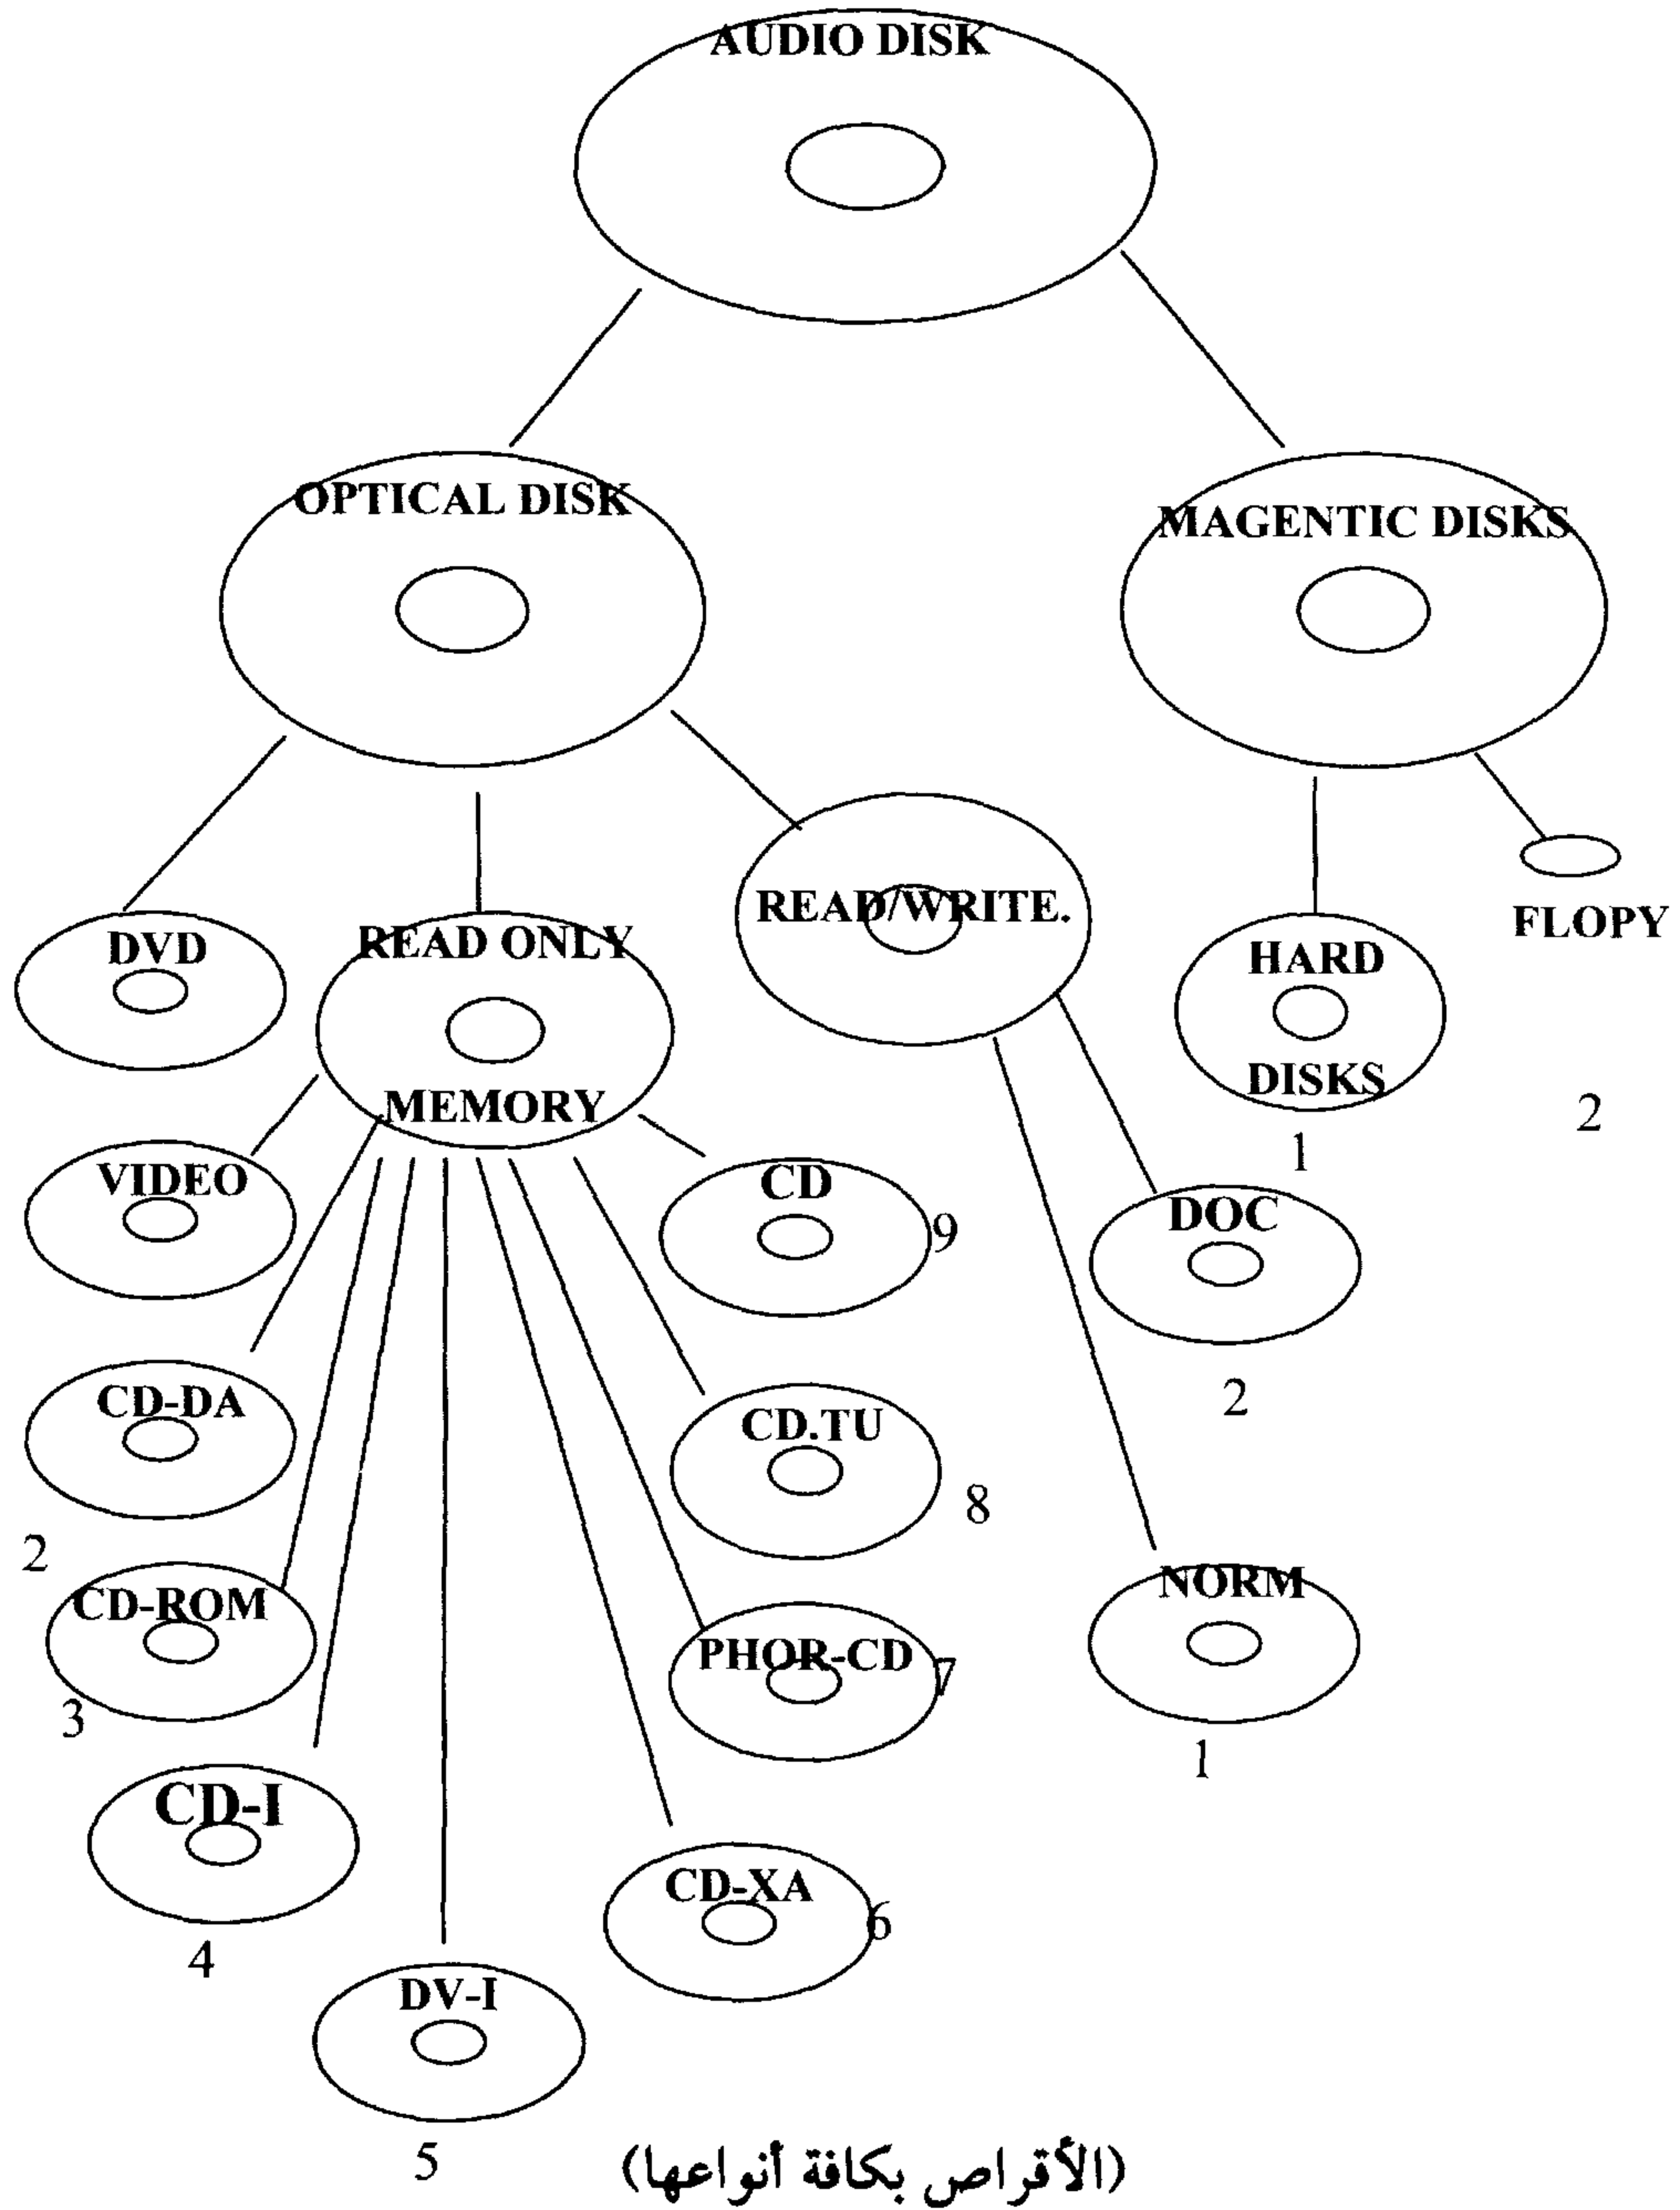 AUDIO DISK
OPTICAL DISK
MAGENTIC DISKS
READ/WRITE.
FLOPY
DVD
READ ONLY
MEMORY
HARD
DISKS
2
1
VIDEO
CD
9
DOC
2
CD-DA
2
CD.TU
8
CD-ROM
3
PHOR-CD
7
NORM
1
CD-I
4
CD-XA
6
DV-I
5
(الأقراص بكافة أنواعها)